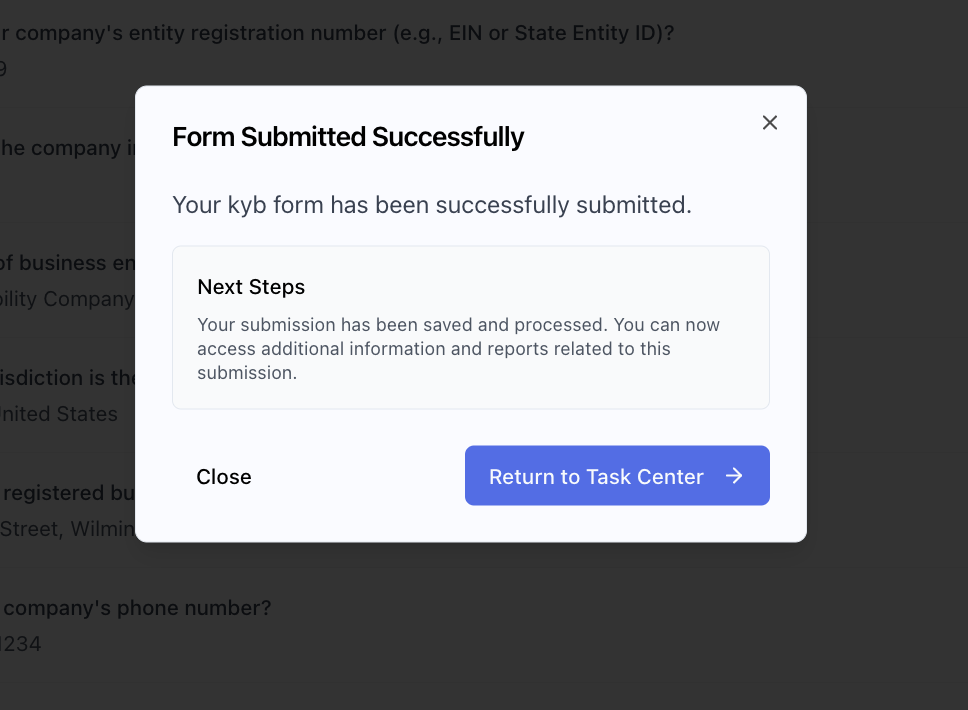 r company's entity registration number (e.g., EIN or State Entity ID)?
9
Form Submitted Successfully
he company i
Your kyb form has been successfully submitted.
of business en
Next Steps
bility Company
Your submission has been saved and processed. You can now
access additional information and reports related to this
submission.
isdiction is the
United States
Close
Return to Task Center
registered bu
Street, Wilmin
company's phone number?
1234